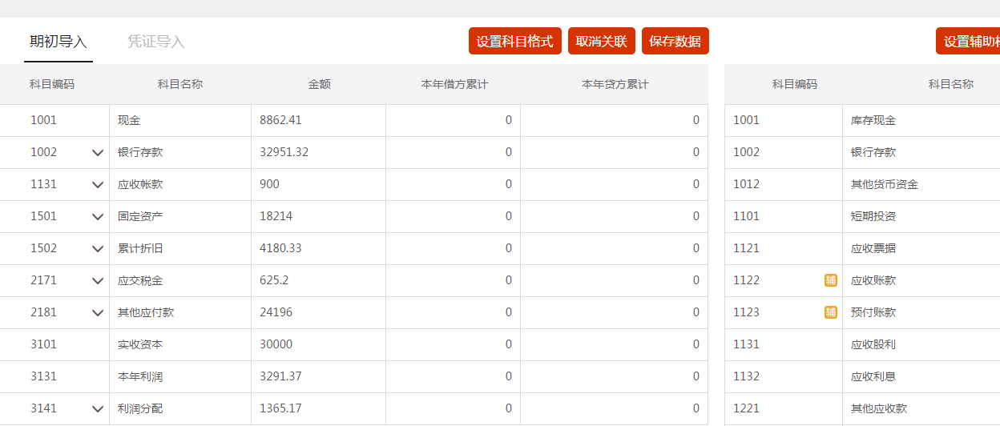 期初导入 凭证导入 设置科目格式 取消关联 保存数据 设置辅助
科目编码 科目名称 金额 本年借方累计 本年贷方累计 科目编码 科目名称
1001 现金 8862.41 0 0 1001 库存现金
1002 银行存款 32951.32 0 0 1002 银行存款
1131 应收帐款 900 0 0 1012 其他货币资金
1501 固定资产 18214 0 0 1101 短期投资
1502 累计折旧 4180.33 0 0 1121 应收票据
2171 应交税金 625.2 0 0 1122 辅 应收账款
2181 其他应付款 24196 0 0 1123 辅 预付账款
3101 实收资本 30000 0 0 1131 应收股利
3131 本年利润 3291.37 0 0 1132 应收利息
3141 利润分配 1365.17 0 0 1221 其他应收款